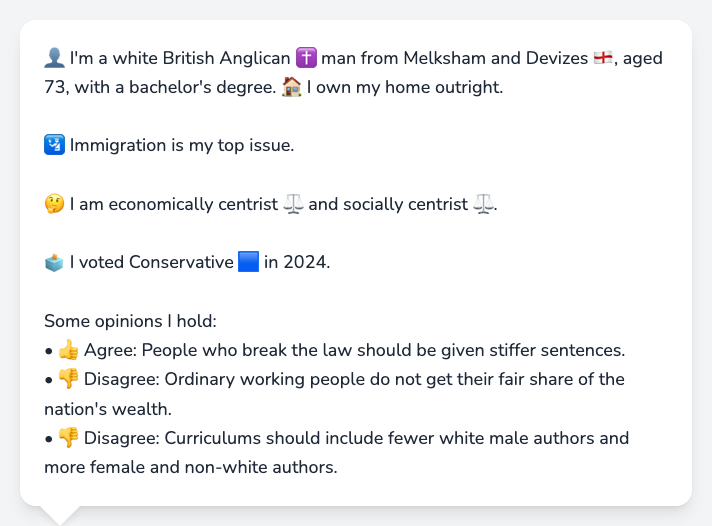 👤 I'm a white British Anglican ✝️ man from Melksham and Devizes 🏴󠁧󠁢󠁥󠁮󠁧󠁿, aged
73, with a bachelor's degree. 🏠 I own my home outright.
🛂 Immigration is my top issue.
🤔 I am economically centrist ⚖️ and socially centrist ⚖️.
🗳️ I voted Conservative 🟦 in 2024.
Some opinions I hold:
• 👍 Agree: People who break the law should be given stiffer sentences.
• 👎 Disagree: Ordinary working people do not get their fair share of the
nation's wealth.
• 👎 Disagree: Curriculums should include fewer white male authors and
more female and non-white authors.